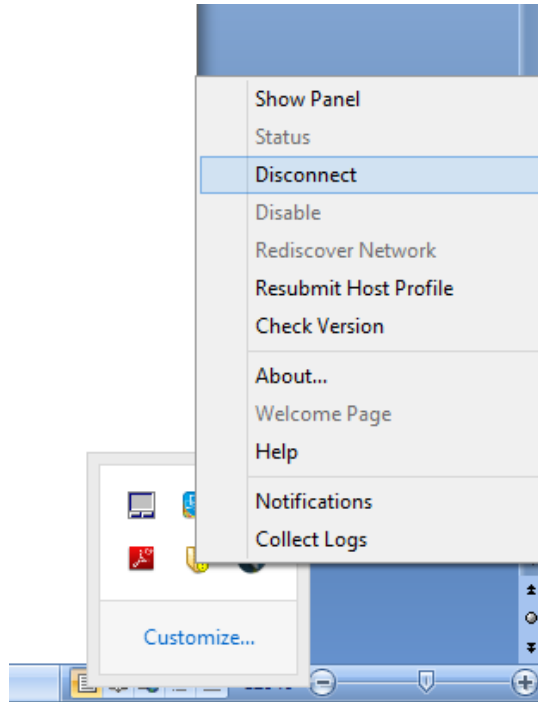 Show Panel
Status
Disconnect
Disable
Rediscover Network
Resubmit Host Profile
Check Version
About...
Welcome Page
Help
Notifications
Collect Logs
Customize...